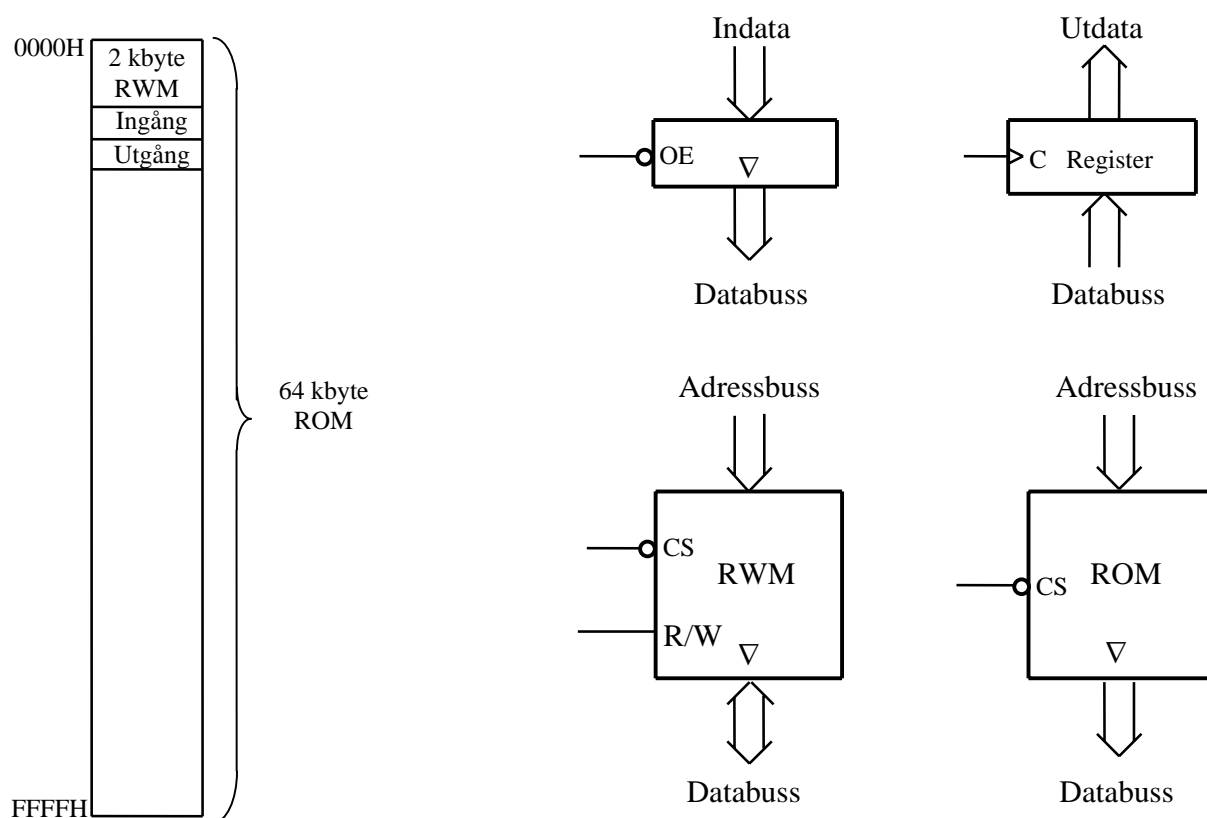 0000H
2 kbyte
RWM
Ingång
Utgång
64 kbyte
ROM
FFFFH
Indata
OE
∇
Databuss
Utdata
C Register
Databuss
Adressbuss
CS
RWM
R/W
∇
Databuss
Adressbuss
CS
ROM
∇
Databuss